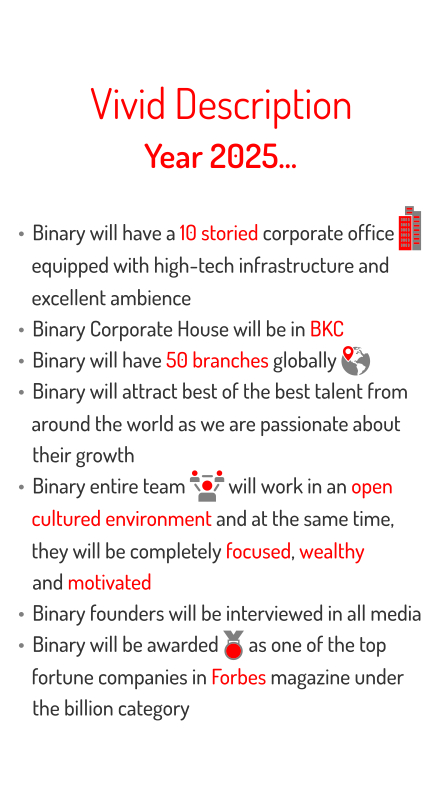 Vivid Description
Year 2025...
• Binary will have a 10 storied corporate office
equipped with high-tech infrastructure and
excellent ambience
• Binary Corporate House will be in BKC
• Binary will have 50 branches globally
• Binary will attract best of the best talent from
around the world as we are passionate about
their growth
• Binary entire team will work in an open
cultured environment and at the same time,
they will be completely focused, wealthy
and motivated
• Binary founders will be interviewed in all media
• Binary will be awarded as one of the top
fortune companies in Forbes magazine under
the billion category